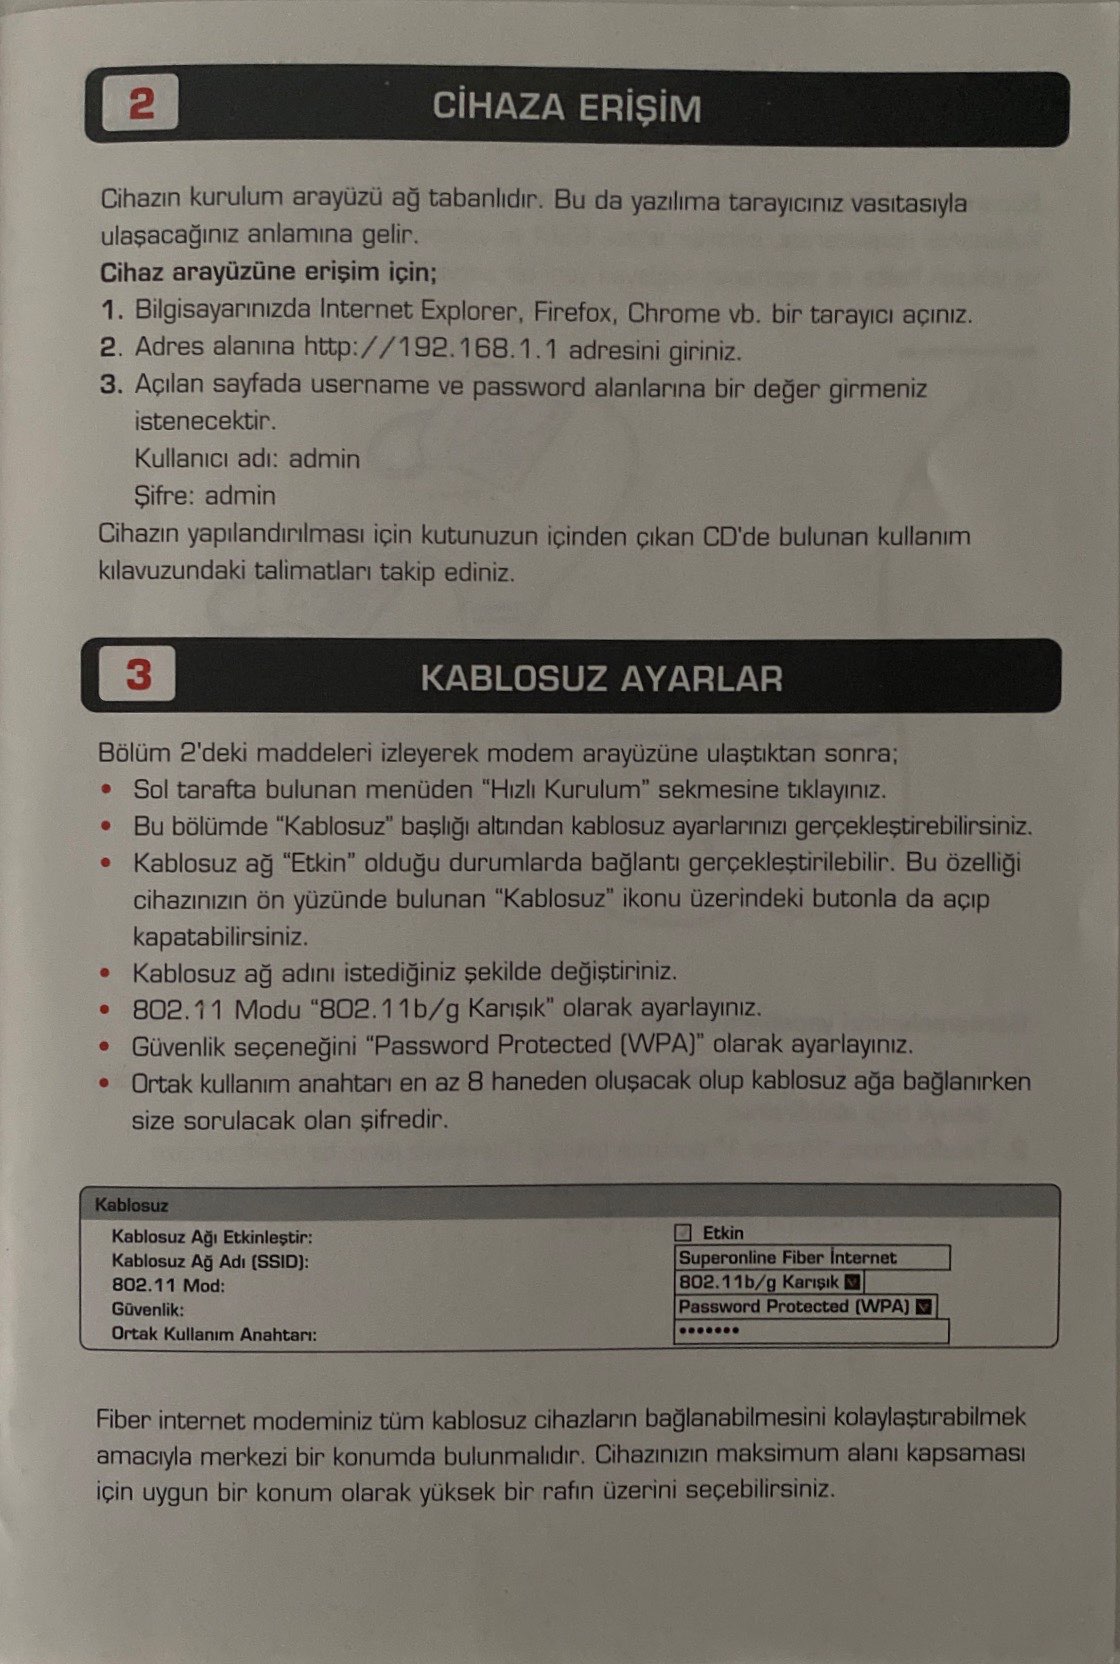 2
CİHAZA ERİŞİM
Cihazın kurulum arayüzü ağ tabanlıdır. Bu da yazılıma tarayıcınız vasıtasıyla
ulaşacağınız anlamına gelir.
Cihaz arayüzüne erişim için;
1. Bilgisayarınızda Internet Explorer, Firefox, Chrome vb. bir tarayıcı açınız.
2. Adres alanına http://192.168.1.1 adresini giriniz.
3. Açılan sayfada username ve password alanlarına bir değer girmeniz
istenecektir.
Kullanıcı adı: admin
Şifre: admin
Cihazın yapılandırılması için kutunuzun içinden çıkan CD'de bulunan kullanım
kılavuzundaki talimatları takip ediniz.
3
KABLOSUZ AYARLAR
Bölüm 2'deki maddeleri izleyerek modem arayüzüne ulaştıktan sonra;
• Sol tarafta bulunan menüden “Hızlı Kurulum” sekmesine tıklayınız.
• Bu bölümde “Kablosuz” başlığı altından kablosuz ayarlarınızı gerçekleştirebilirsiniz.
• Kablosuz ağ “Etkin” olduğu durumlarda bağlantı gerçekleştirilebilir. Bu özelliği
cihazınızın ön yüzünde bulunan “Kablosuz” ikonu üzerindeki butonla da açıp
kapatabilirsiniz.
• Kablosuz ağ adını istediğiniz şekilde değiştiriniz.
• 802.11 Modu “802.11b/g Karışık” olarak ayarlayınız.
• Güvenlik seçeneğini “Password Protected (WPA)” olarak ayarlayınız.
• Ortak kullanım anahtarı en az 8 haneden oluşacak olup kablosuz ağa bağlanırken
size sorulacak olan şifredir.
Kablosuz
Kablosuz Ağı Etkinleştir: Etkin
Kablosuz Ağ Adı (SSID): Superonline Fiber İnternet
802.11 Mod: 802.11b/g Karışık
Güvenlik: Password Protected (WPA)
Ortak Kullanım Anahtarı: •••••••
Fiber internet modeminiz tüm kablosuz cihazların bağlanabilmesini kolaylaştırabilmek
amacıyla merkezi bir konumda bulunmalıdır. Cihazınızın maksimum alanı kapsaması
için uygun bir konum olarak yüksek bir rafın üzerini seçebilirsiniz.